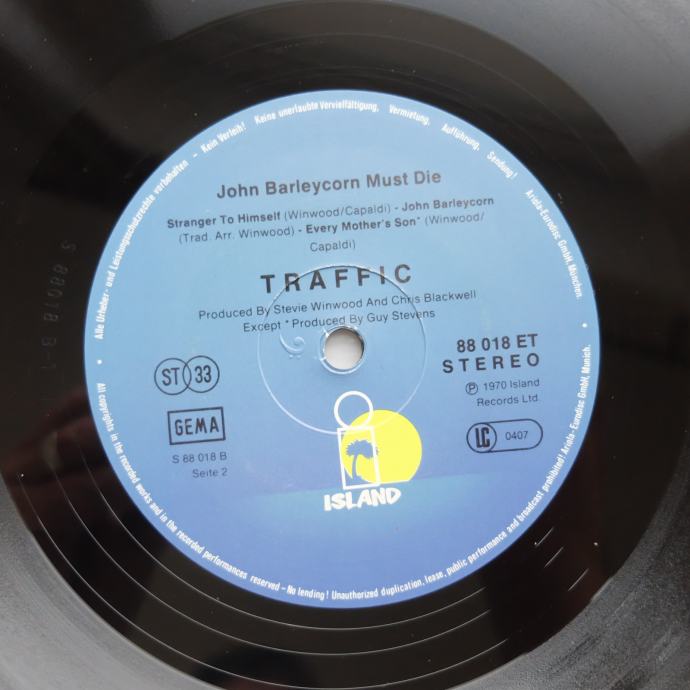 Alle Urheber- und Leistungsschutzrechte vorbehalten – Kein Verleih! Keine unerlaubte Vervielfältigung, Vermietung, Aufführung, Sendung! Ariola-Eurodisc GmbH, München.
John Barleycorn Must Die
Stranger To Himself (Winwood/Capaldi) - John Barleycorn
(Trad. Arr. Winwood) - Every Mother's Son* (Winwood/
Capaldi)
TRAFFIC
Produced By Stevie Winwood And Chris Blackwell
Except * Produced By Guy Stevens
88 018 ET
STEREO
ST 33
℗ 1970 Island
Records Ltd.
GEMA
LC 0407
S 88 018 B
Seite 2
ISLAND
All copyrights in the recorded works and in the recorded performances reserved – No lending! Unauthorized duplication, lease, public performance and broadcast prohibited! Ariola-Eurodisc GmbH, Munich.